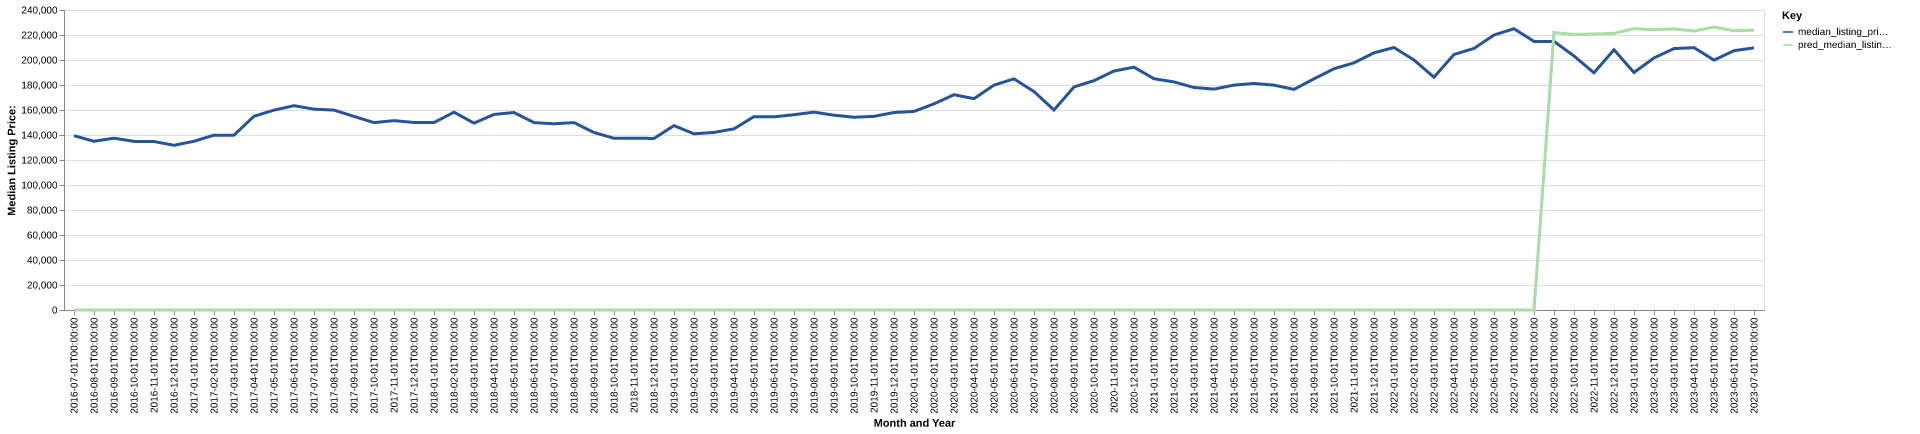 240,000
220,000
200,000
180,000
160,000
140,000
120,000
100,000
80,000
60,000
40,000
20,000
0
Median Listing Price:
2016-07-01T00:00:00
2016-08-01T00:00:00
2016-09-01T00:00:00
2016-10-01T00:00:00
2016-11-01T00:00:00
2016-12-01T00:00:00
2017-01-01T00:00:00
2017-02-01T00:00:00
2017-03-01T00:00:00
2017-04-01T00:00:00
2017-05-01T00:00:00
2017-06-01T00:00:00
2017-07-01T00:00:00
2017-08-01T00:00:00
2017-09-01T00:00:00
2017-10-01T00:00:00
2017-11-01T00:00:00
2017-12-01T00:00:00
2018-01-01T00:00:00
2018-02-01T00:00:00
2018-03-01T00:00:00
2018-04-01T00:00:00
2018-05-01T00:00:00
2018-06-01T00:00:00
2018-07-01T00:00:00
2018-08-01T00:00:00
2018-09-01T00:00:00
2018-10-01T00:00:00
2018-11-01T00:00:00
2018-12-01T00:00:00
2019-01-01T00:00:00
2019-02-01T00:00:00
2019-03-01T00:00:00
2019-04-01T00:00:00
2019-05-01T00:00:00
2019-06-01T00:00:00
2019-07-01T00:00:00
2019-08-01T00:00:00
2019-09-01T00:00:00
2019-10-01T00:00:00
2019-11-01T00:00:00
2019-12-01T00:00:00
2020-01-01T00:00:00
2020-02-01T00:00:00
2020-03-01T00:00:00
2020-04-01T00:00:00
2020-05-01T00:00:00
2020-06-01T00:00:00
2020-07-01T00:00:00
2020-08-01T00:00:00
2020-09-01T00:00:00
2020-10-01T00:00:00
2020-11-01T00:00:00
2020-12-01T00:00:00
2021-01-01T00:00:00
2021-02-01T00:00:00
2021-03-01T00:00:00
2021-04-01T00:00:00
2021-05-01T00:00:00
2021-06-01T00:00:00
2021-07-01T00:00:00
2021-08-01T00:00:00
2021-09-01T00:00:00
2021-10-01T00:00:00
2021-11-01T00:00:00
2021-12-01T00:00:00
2022-01-01T00:00:00
2022-02-01T00:00:00
2022-03-01T00:00:00
2022-04-01T00:00:00
2022-05-01T00:00:00
2022-06-01T00:00:00
2022-07-01T00:00:00
2022-08-01T00:00:00
2022-09-01T00:00:00
2022-10-01T00:00:00
2022-11-01T00:00:00
2022-12-01T00:00:00
2023-01-01T00:00:00
2023-02-01T00:00:00
2023-03-01T00:00:00
2023-04-01T00:00:00
2023-05-01T00:00:00
2023-06-01T00:00:00
2023-07-01T00:00:00
Month and Year
Key
median_listing_pri…
pred_median_listin…